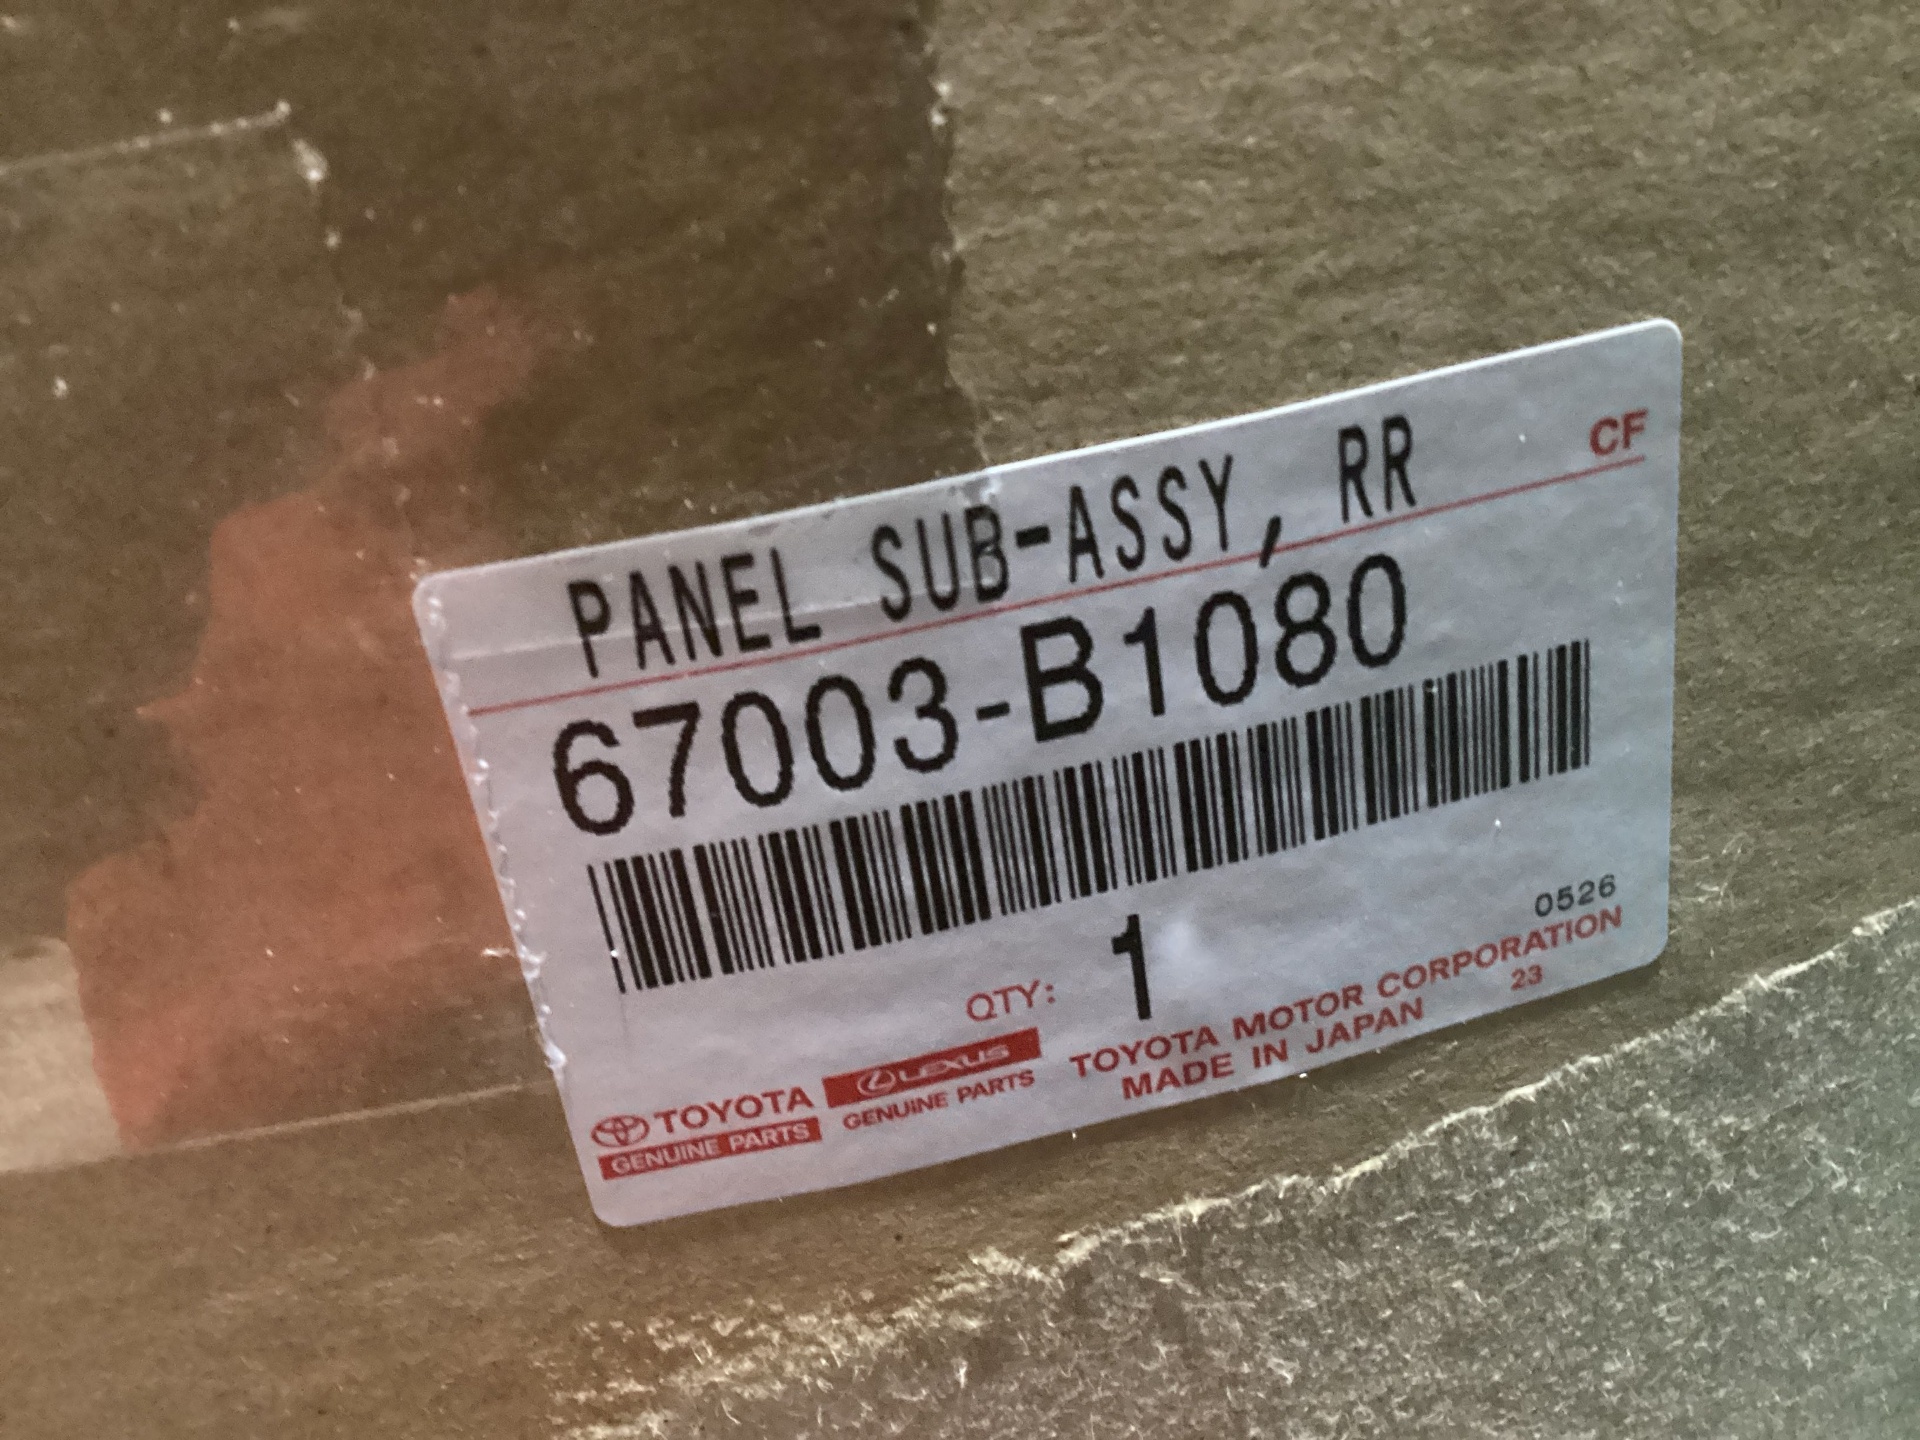 PANEL SUB-ASSY, RR
CF
67003-B1080
0526
QTY: 1
TOYOTA
GENUINE PARTS
LEXUS
GENUINE PARTS
TOYOTA MOTOR CORPORATION
MADE IN JAPAN 23